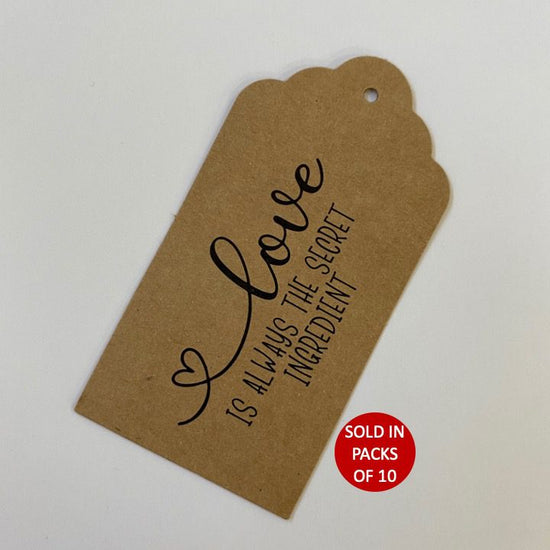 love
IS ALWAYS THE SECRET
INGREDIENT
SOLD IN
PACKS
OF 10